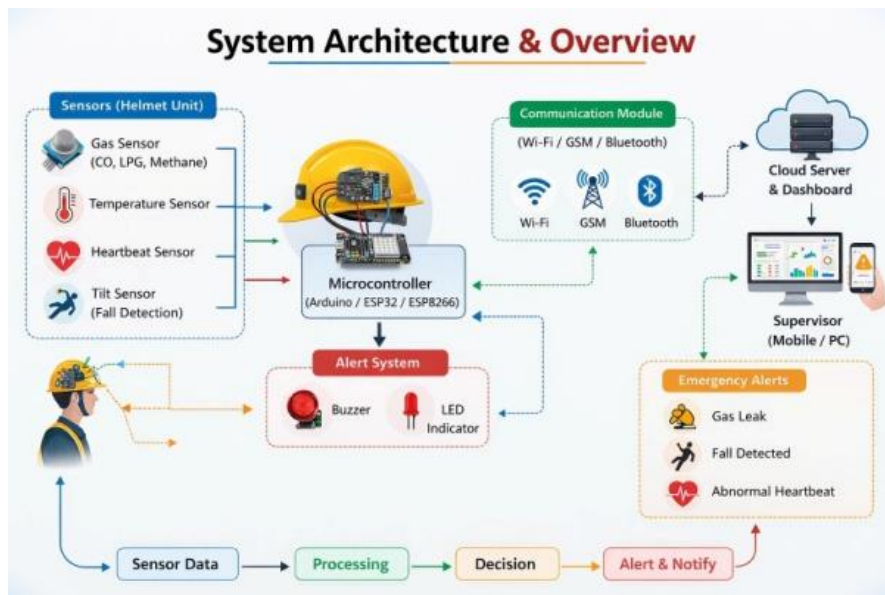 System Architecture & Overview
Sensors (Helmet Unit)
Gas Sensor
(CO, LPG, Methane)
Temperature Sensor
Heartbeat Sensor
Tilt Sensor
(Fall Detection)
Microcontroller
(Arduino / ESP32 / ESP8266)
Alert System
Buzzer
LED
Indicator
Communication Module
(Wi-Fi / GSM / Bluetooth)
Wi-Fi
GSM
Bluetooth
Cloud Server
& Dashboard
Supervisor
(Mobile / PC)
Emergency Alerts
Gas Leak
Fall Detected
Abnormal Heartbeat
Sensor Data
Processing
Decision
Alert & Notify